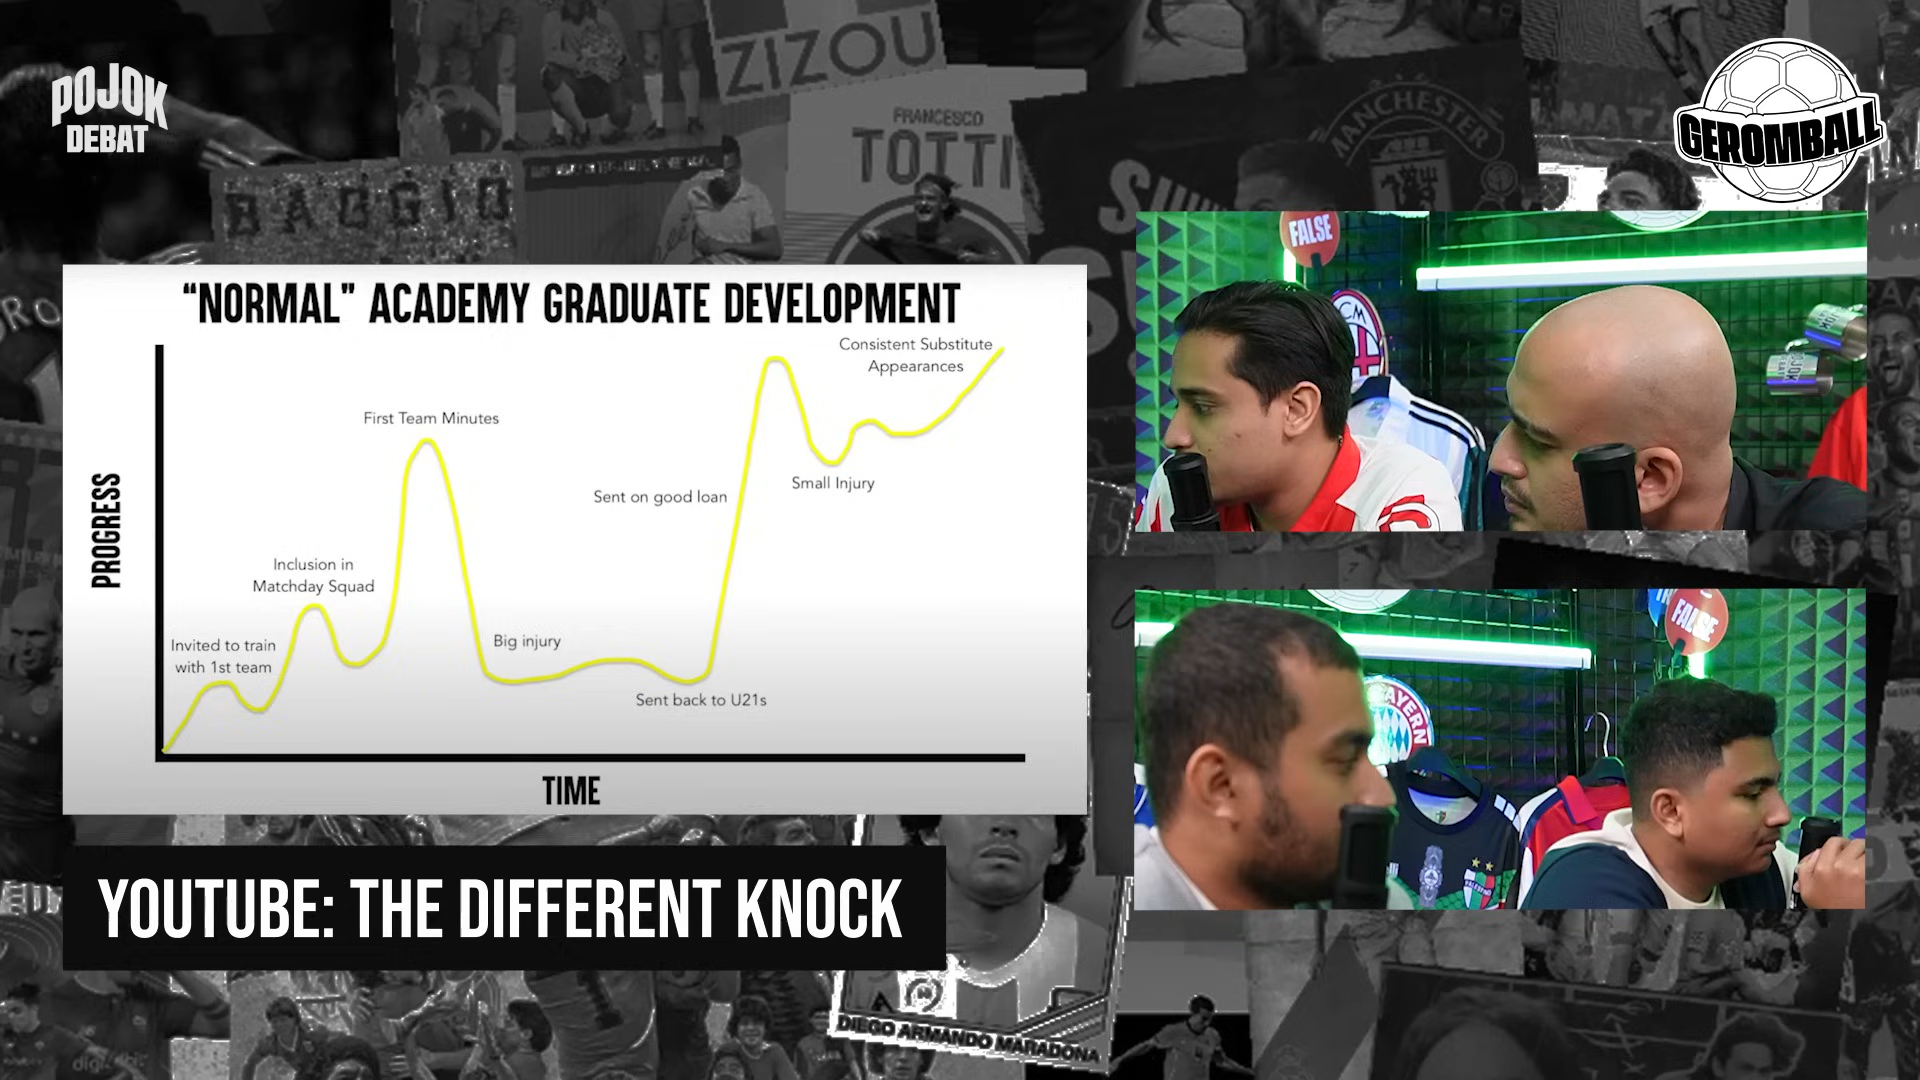 POJOK
DEBAT
ZIZOU
FRANCESCO
TOTTI
MANCHESTER
BAGGIO
GEROMBALL
FALSE
“NORMAL” ACADEMY GRADUATE DEVELOPMENT
Consistent Substitute
Appearances
First Team Minutes
Sent on good loan
Small Injury
Inclusion in
Matchday Squad
Big injury
Invited to train
with 1st team
Sent back to U21s
PROGRESS
TIME
FALSE
BAYERN
YOUTUBE: THE DIFFERENT KNOCK
DIEGO ARMANDO MARADONA